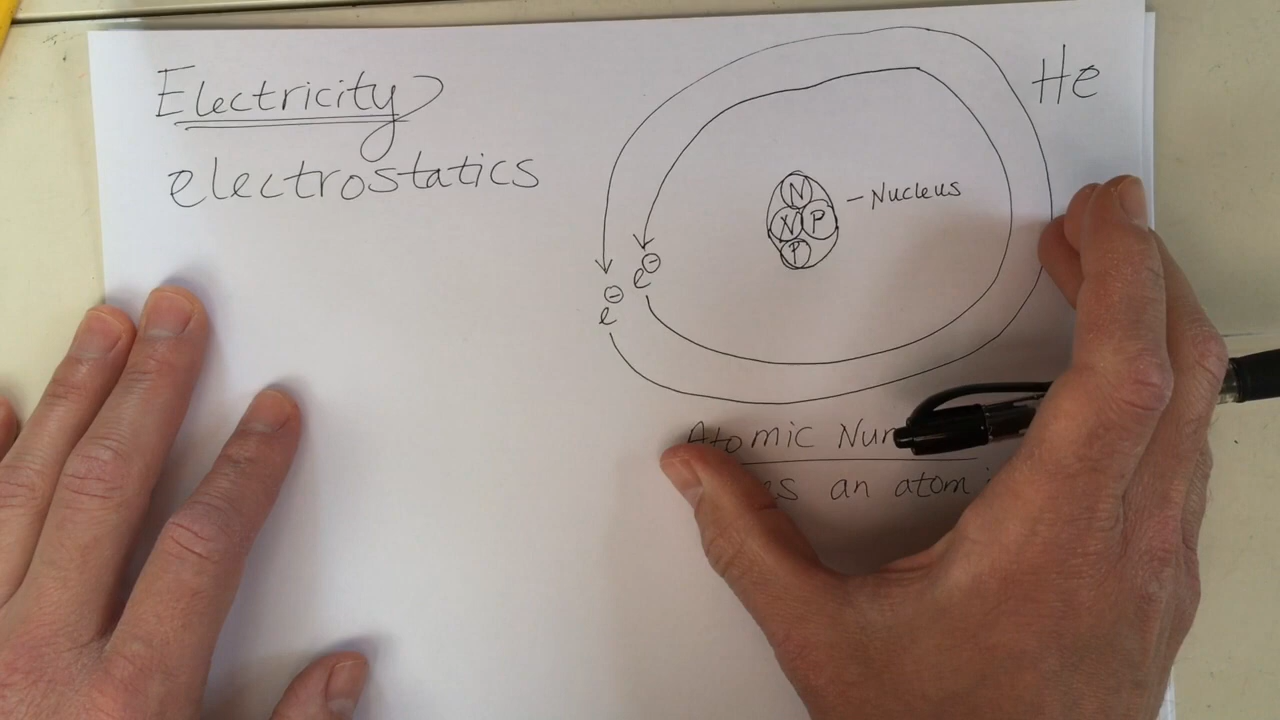 Electricity
electrostatics
He
N
N P
P
– Nucleus
e⊖
e⊖
Atomic
an atom